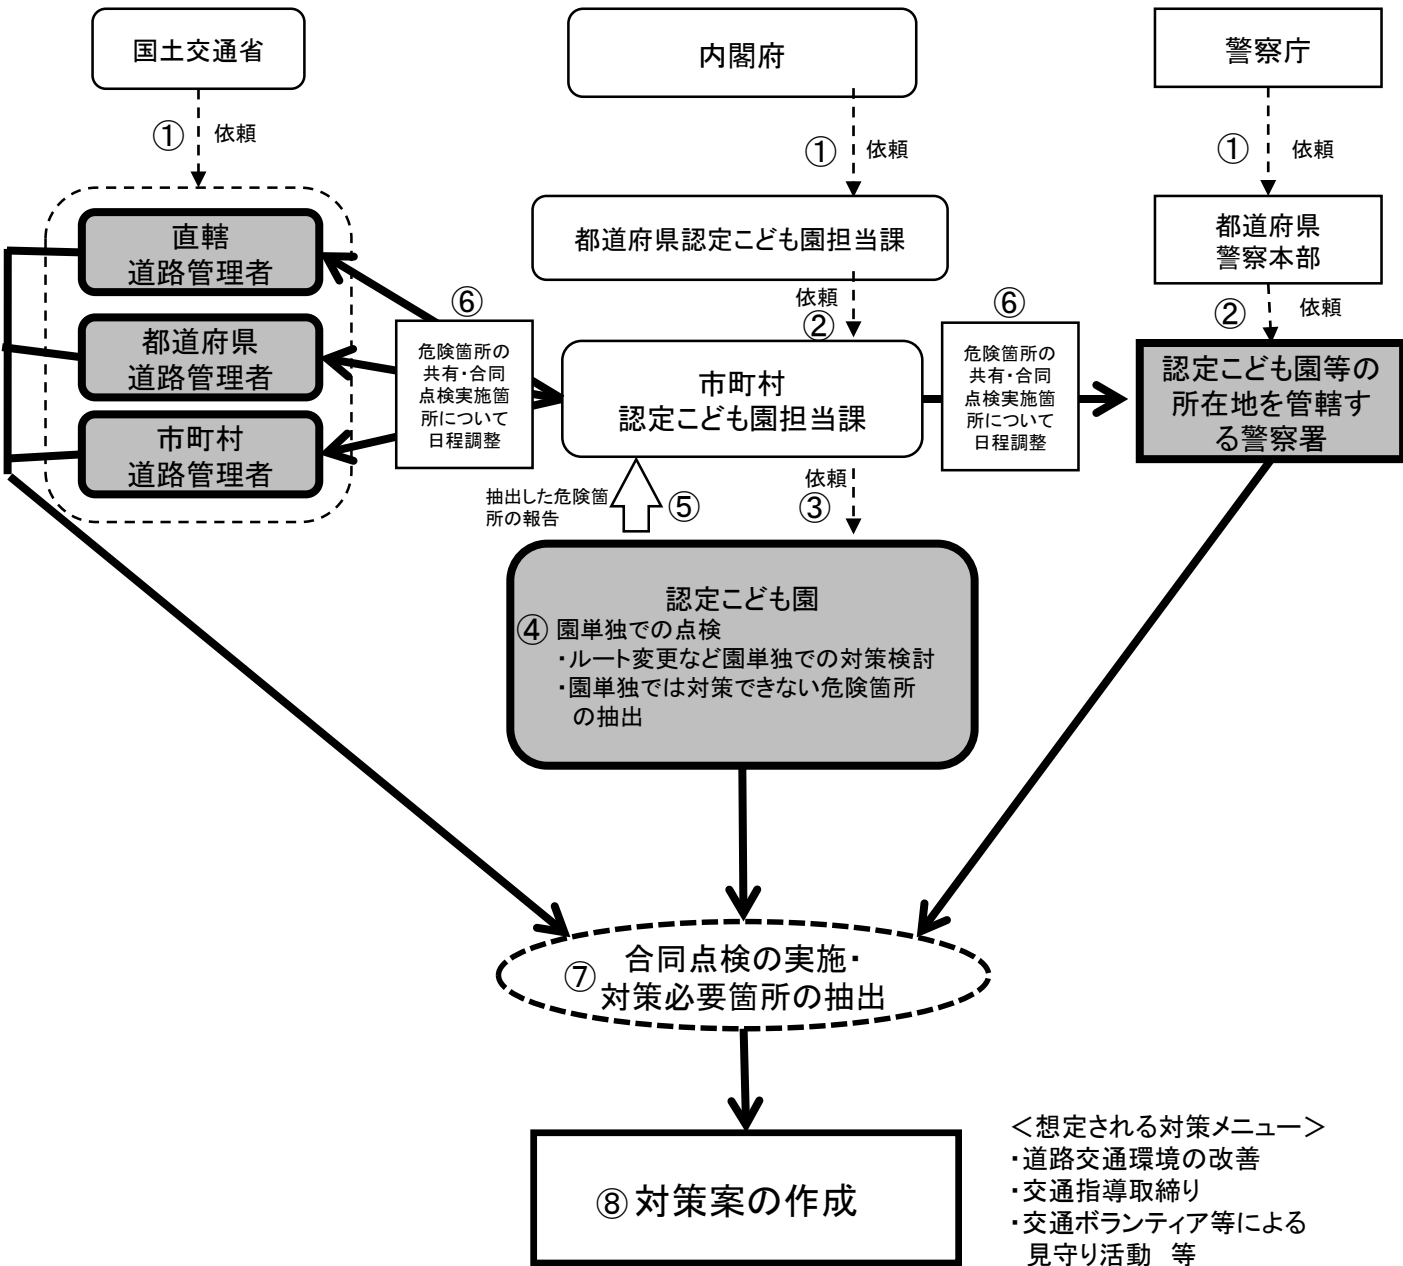 国土交通省
内閣府
警察庁
①
依頼
①
依頼
①
依頼
直轄
道路管理者
都道府県
道路管理者
市町村
道路管理者
都道府県認定こども園担当課
都道府県
警察本部
依頼
②
②
依頼
⑥
危険箇所の
共有・合同
点検実施箇
所について
日程調整
市町村
認定こども園担当課
⑥
危険箇所の
共有・合同
点検実施箇
所について
日程調整
認定こども園等の
所在地を管轄す
る警察署
抽出した危険箇
所の報告
⑤
依頼
③
認定こども園
④ 園単独での点検
・ルート変更など園単独での対策検討
・園単独では対策できない危険箇所
の抽出
⑦
合同点検の実施・
対策必要箇所の抽出
⑧対策案の作成
＜想定される対策メニュー＞
・道路交通環境の改善
・交通指導取締り
・交通ボランティア等による
見守り活動　等